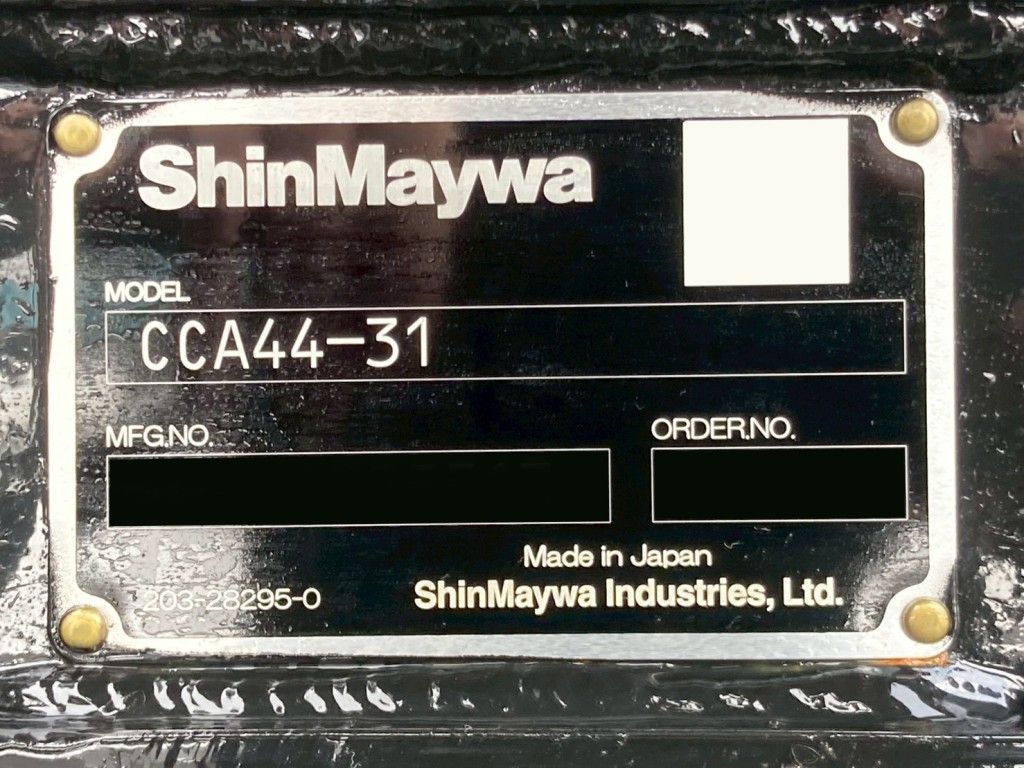 ShinMaywa
MODEL
CCA44-31
MFG.NO.
ORDER.NO.
Made in Japan
203-28295-0
ShinMaywa Industries, Ltd.